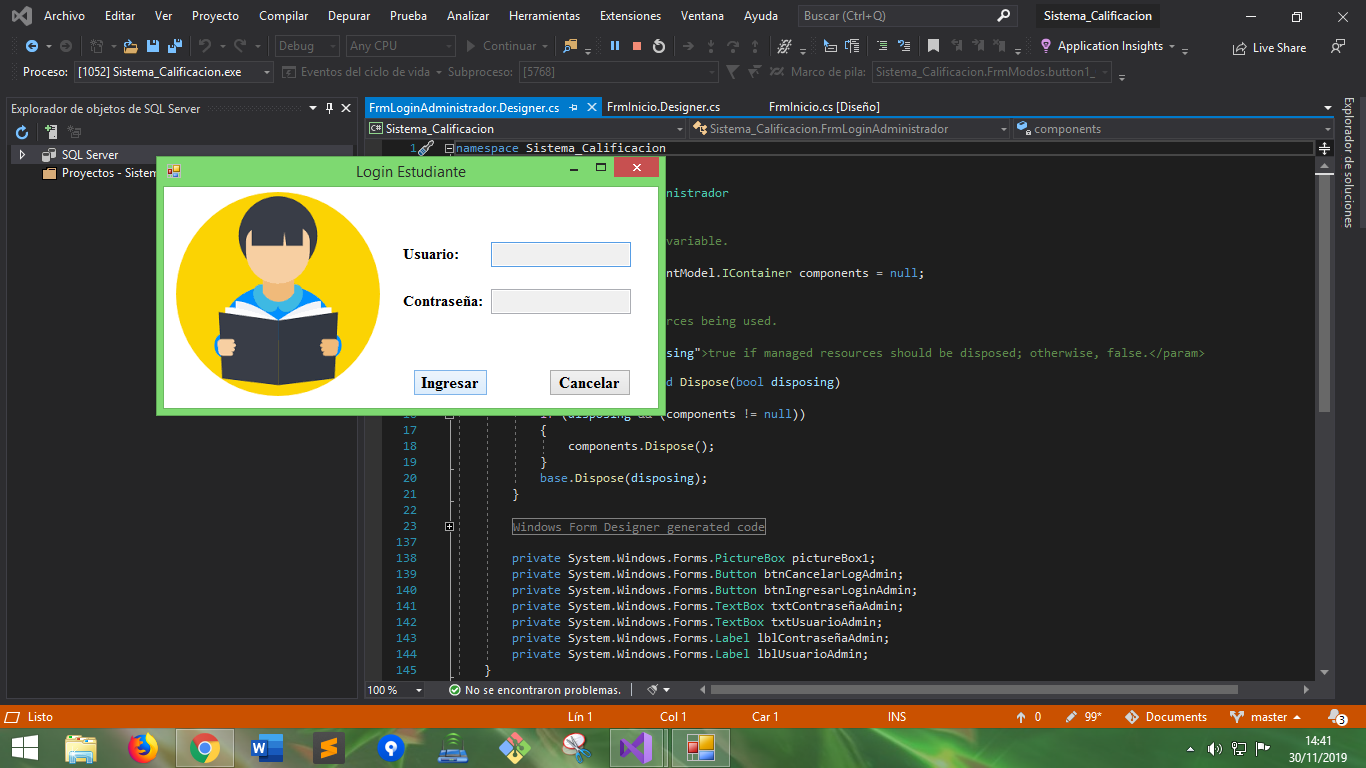 Archivo Editar Ver Proyecto Compilar Depurar Prueba Analizar Herramientas Extensiones Ventana Ayuda Buscar (Ctrl+Q) Sistema_Calificacion
Debug Any CPU Continuar Application Insights Live Share
Proceso: [1052] Sistema_Calificacion.exe Eventos del ciclo de vida Subproceso: [5768] Marco de pila: Sistema_Calificacion.FrmModos.button1_
Explorador de objetos de SQL Server
SQL Server
Proyectos - Sistem
Explorador de soluciones
FrmLoginAdministrador.Designer.cs FrmInicio.Designer.cs FrmInicio.cs [Diseño]
C# Sistema_Calificacion Sistema_Calificacion.FrmLoginAdministrador components
1 namespace Sistema_Calificacion
Login Estudiante
Usuario:
Contraseña:
Ingresar Cancelar
nistrador
variable.
ntModel.IContainer components = null;
rces being used.
sing">true if managed resources should be disposed; otherwise, false.</param>
d Dispose(bool disposing)
16 if (disposing && (components != null))
17 {
18 components.Dispose();
19 }
20 base.Dispose(disposing);
21 }
22
23 Windows Form Designer generated code
137
138 private System.Windows.Forms.PictureBox pictureBox1;
139 private System.Windows.Forms.Button btnCancelarLogAdmin;
140 private System.Windows.Forms.Button btnIngresarLoginAdmin;
141 private System.Windows.Forms.TextBox txtContraseñaAdmin;
142 private System.Windows.Forms.TextBox txtUsuarioAdmin;
143 private System.Windows.Forms.Label lblContraseñaAdmin;
144 private System.Windows.Forms.Label lblUsuarioAdmin;
145 }
100 % No se encontraron problemas.
Listo Lín 1 Col 1 Car 1 INS 0 99* Documents master 3
14:41
30/11/2019